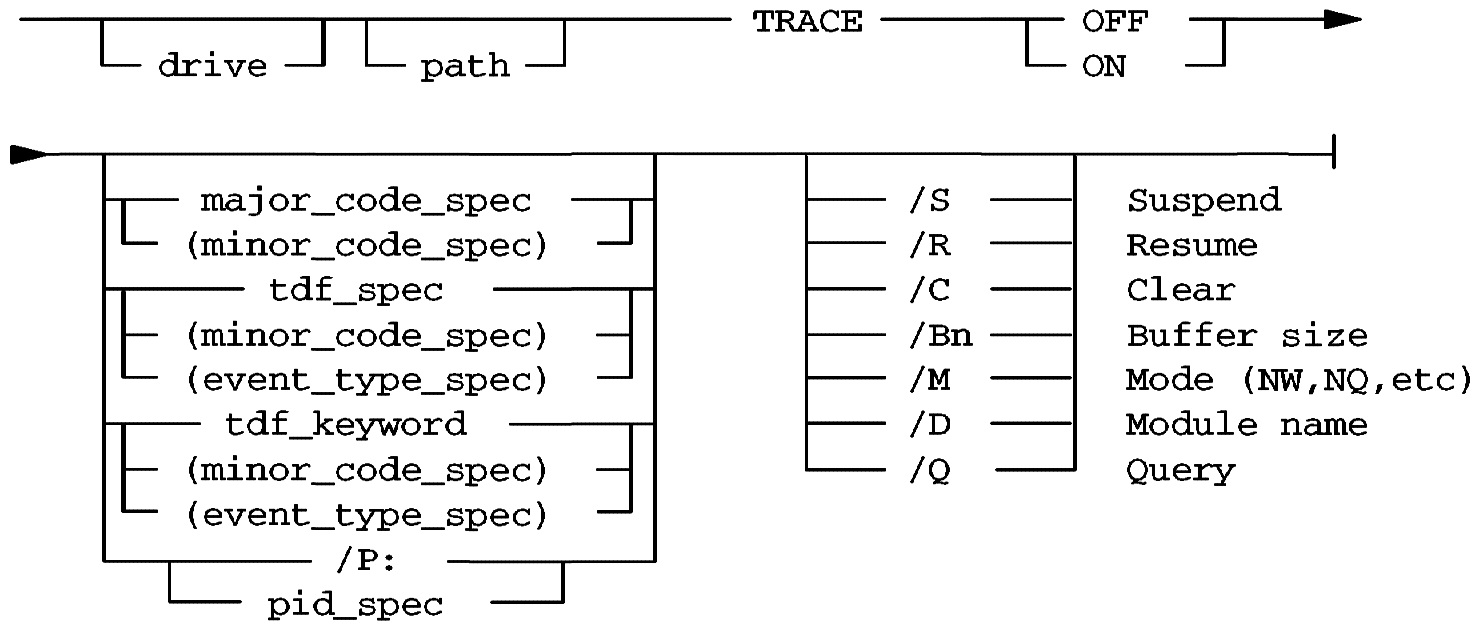 TRACE OFF
drive path ON
major_code_spec /S Suspend
(minor_code_spec) /R Resume
tdf_spec /C Clear
(minor_code_spec) /Bn Buffer size
(event_type_spec) /M Mode (NW,NQ,etc)
tdf_keyword /D Module name
(minor_code_spec) /Q Query
(event_type_spec)
/P:
pid_spec